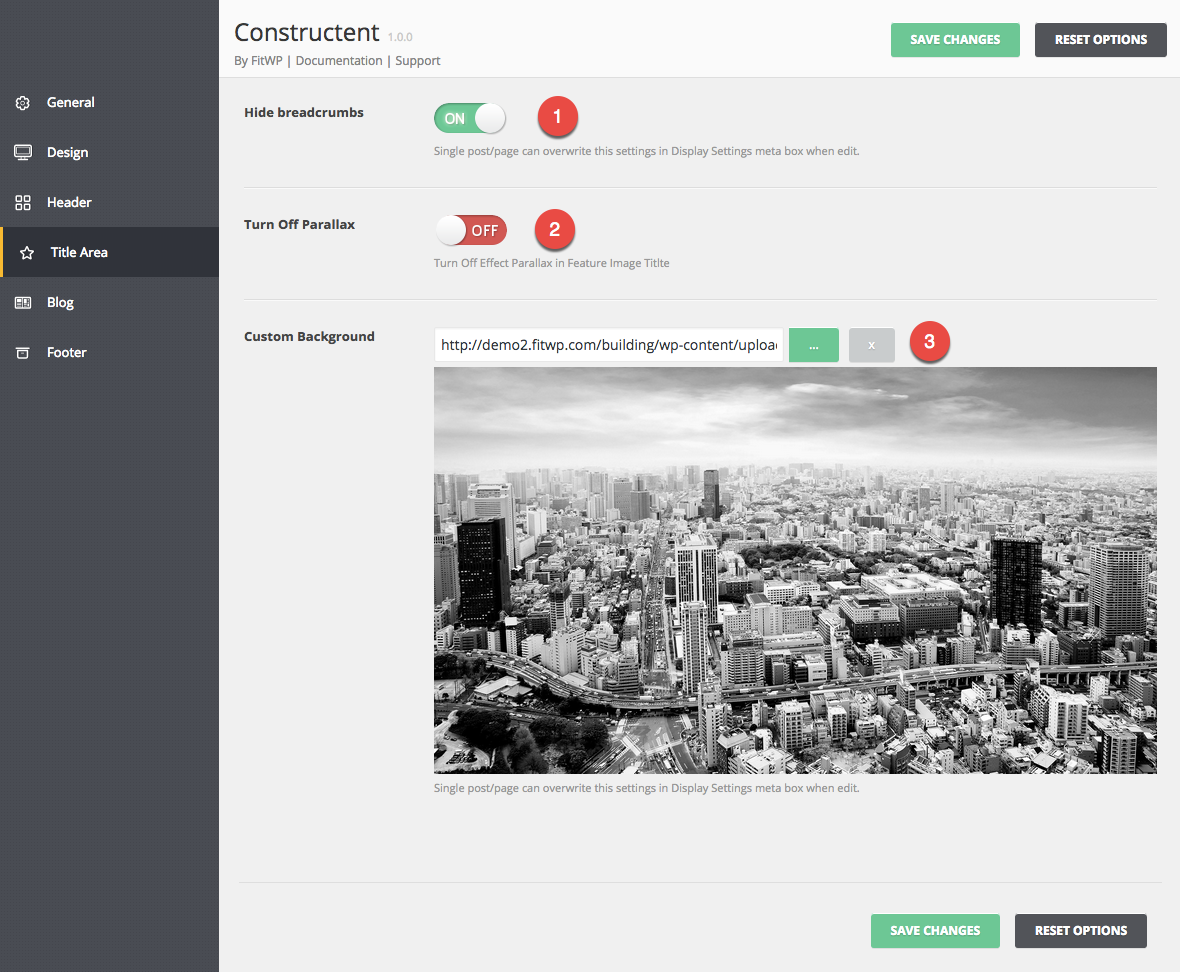 Constructent 1.0.0
By FitWP | Documentation | Support
SAVE CHANGES
RESET OPTIONS
General
Design
Header
Title Area
Blog
Footer
Hide breadcrumbs
ON
1
Single post/page can overwrite this settings in Display Settings meta box when edit.
Turn Off Parallax
OFF
2
Turn Off Effect Parallax in Feature Image Titlte
Custom Background
http://demo2.fitwp.com/building/wp-content/uploa
...
x
3
Single post/page can overwrite this settings in Display Settings meta box when edit.
SAVE CHANGES
RESET OPTIONS